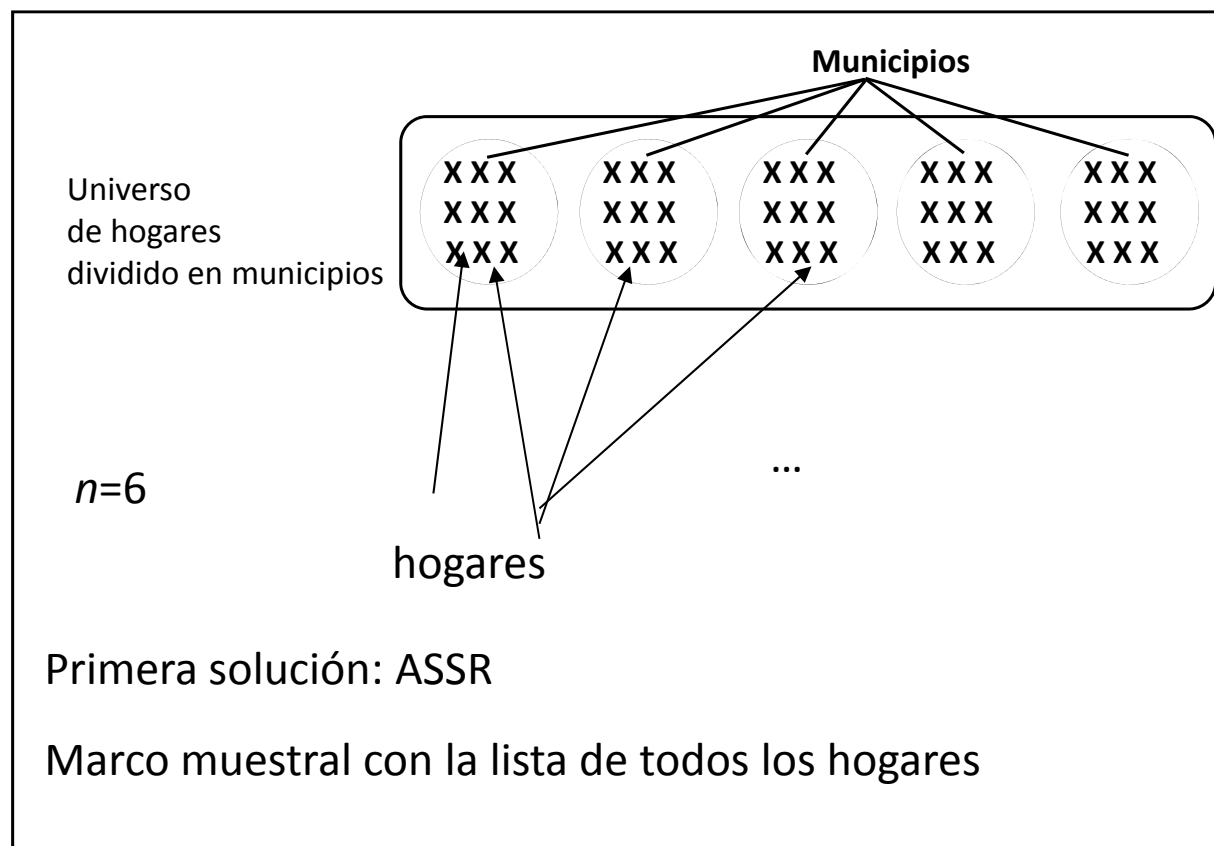 Municipios
Universo
de hogares
dividido en municipios
X X X X X X X X X X X X X X X
X X X X X X X X X X X X X X X
X X X X X X X X X X X X X X X
n=6
...
hogares
Primera solución: ASSR
Marco muestral con la lista de todos los hogares